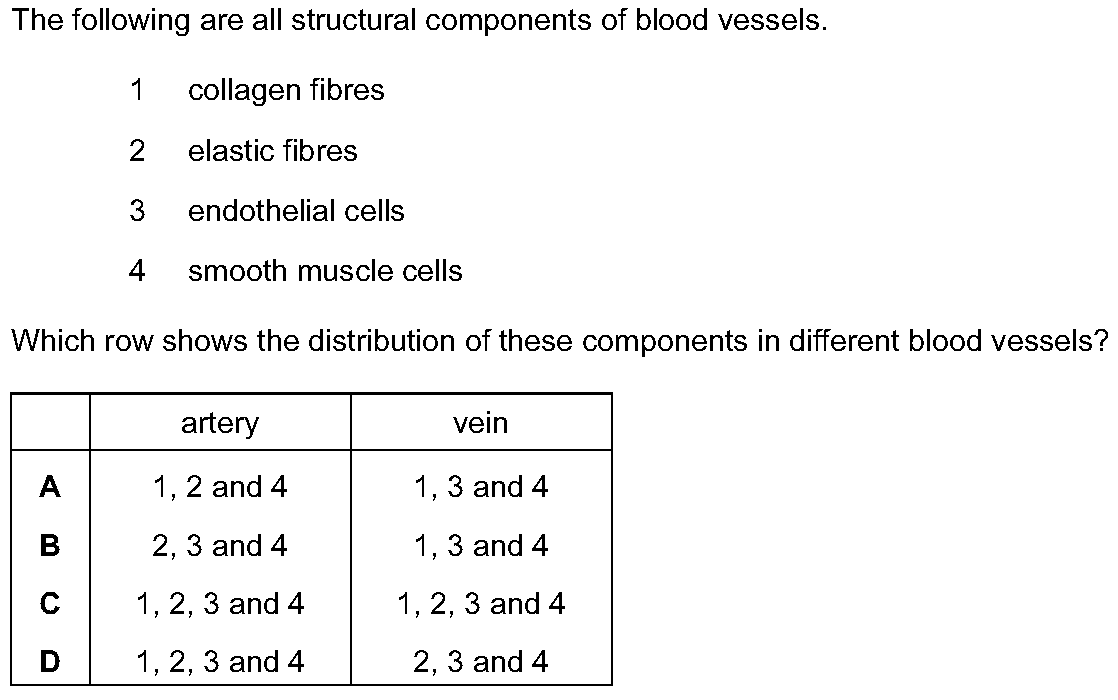 The following are all structural components of blood vessels.
1 collagen fibres
2 elastic fibres
3 endothelial cells
4 smooth muscle cells
Which row shows the distribution of these components in different blood vessels?
artery vein
A 1, 2 and 4 1, 3 and 4
B 2, 3 and 4 1, 3 and 4
C 1, 2, 3 and 4 1, 2, 3 and 4
D 1, 2, 3 and 4 2, 3 and 4